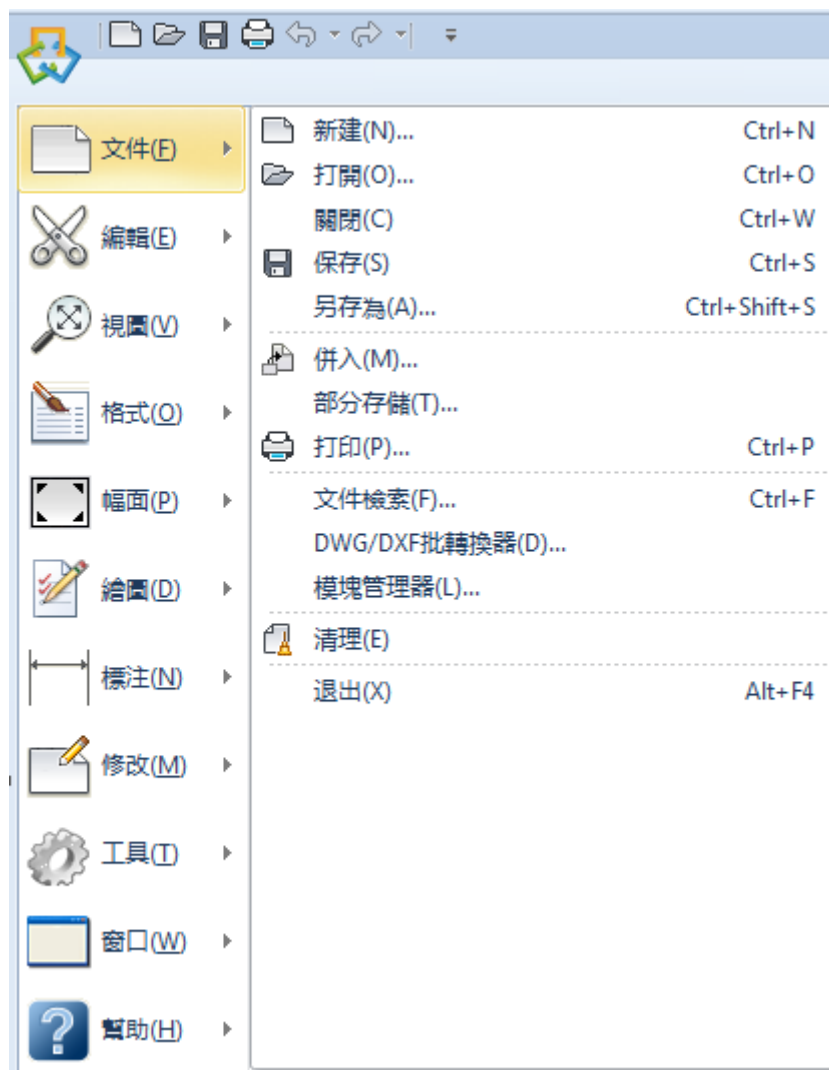 文件(F)
編輯(E)
視圖(V)
格式(O)
幅面(P)
繪圖(D)
標注(N)
修改(M)
工具(T)
窗口(W)
幫助(H)
新建(N)... Ctrl+N
打開(O)... Ctrl+O
關閉(C) Ctrl+W
保存(S) Ctrl+S
另存為(A)... Ctrl+Shift+S
併入(M)...
部分存儲(T)...
打印(P)... Ctrl+P
文件檢索(F)... Ctrl+F
DWG/DXF批轉換器(D)...
模塊管理器(L)...
清理(E)
退出(X) Alt+F4